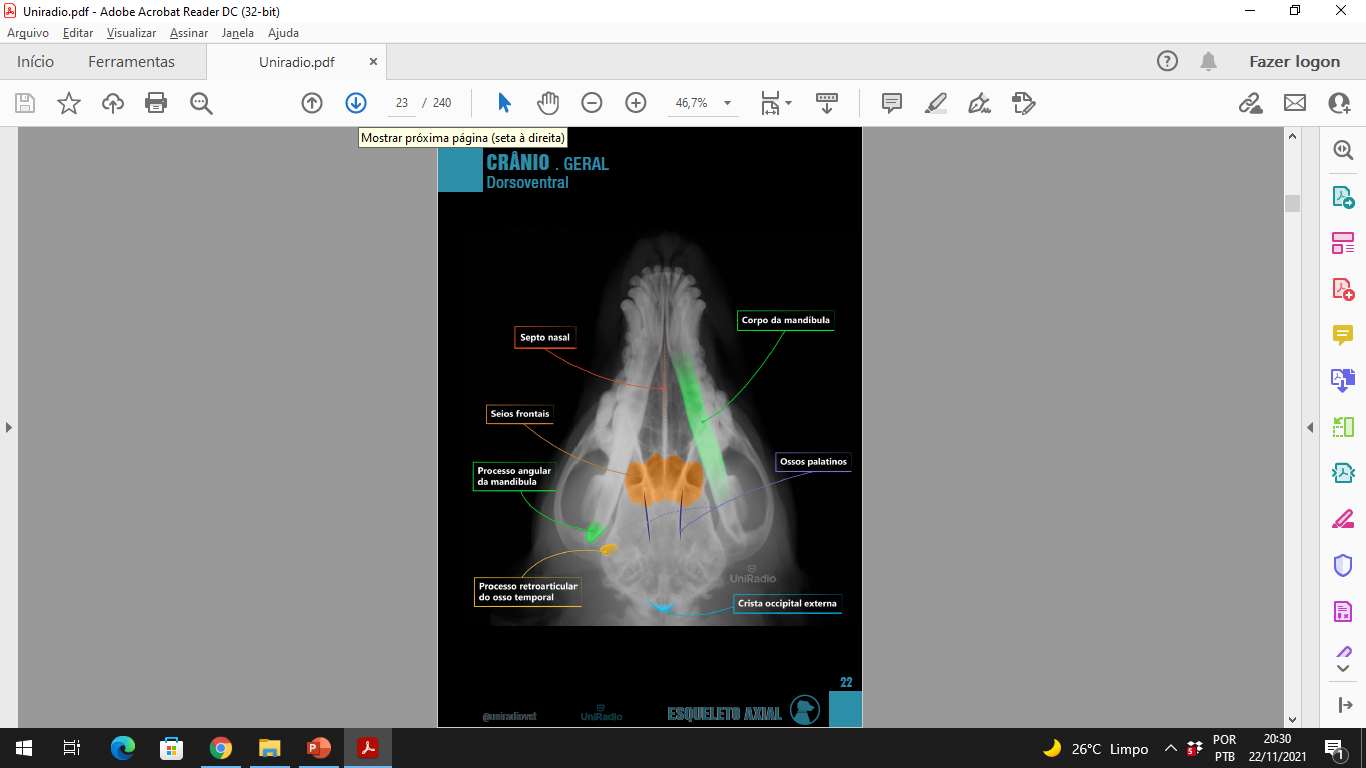 Uniradio.pdf - Adobe Acrobat Reader DC (32-bit)
Arquivo Editar Visualizar Assinar Janela Ajuda
Início Ferramentas Uniradio.pdf Fazer logon
23 / 240 46,7%
Mostrar próxima página (seta à direita)
CRÂNIO . GERAL
Dorsoventral
Corpo da mandíbula
Septo nasal
Seios frontais
Ossos palatinos
Processo angular
da mandíbula
UniRadio
Processo retroarticular
do osso temporal
Crista occipital externa
22
@uniradiovet UniRadio ESQUELETO AXIAL
26°C Limpo POR 20:30
PTB 22/11/2021 1